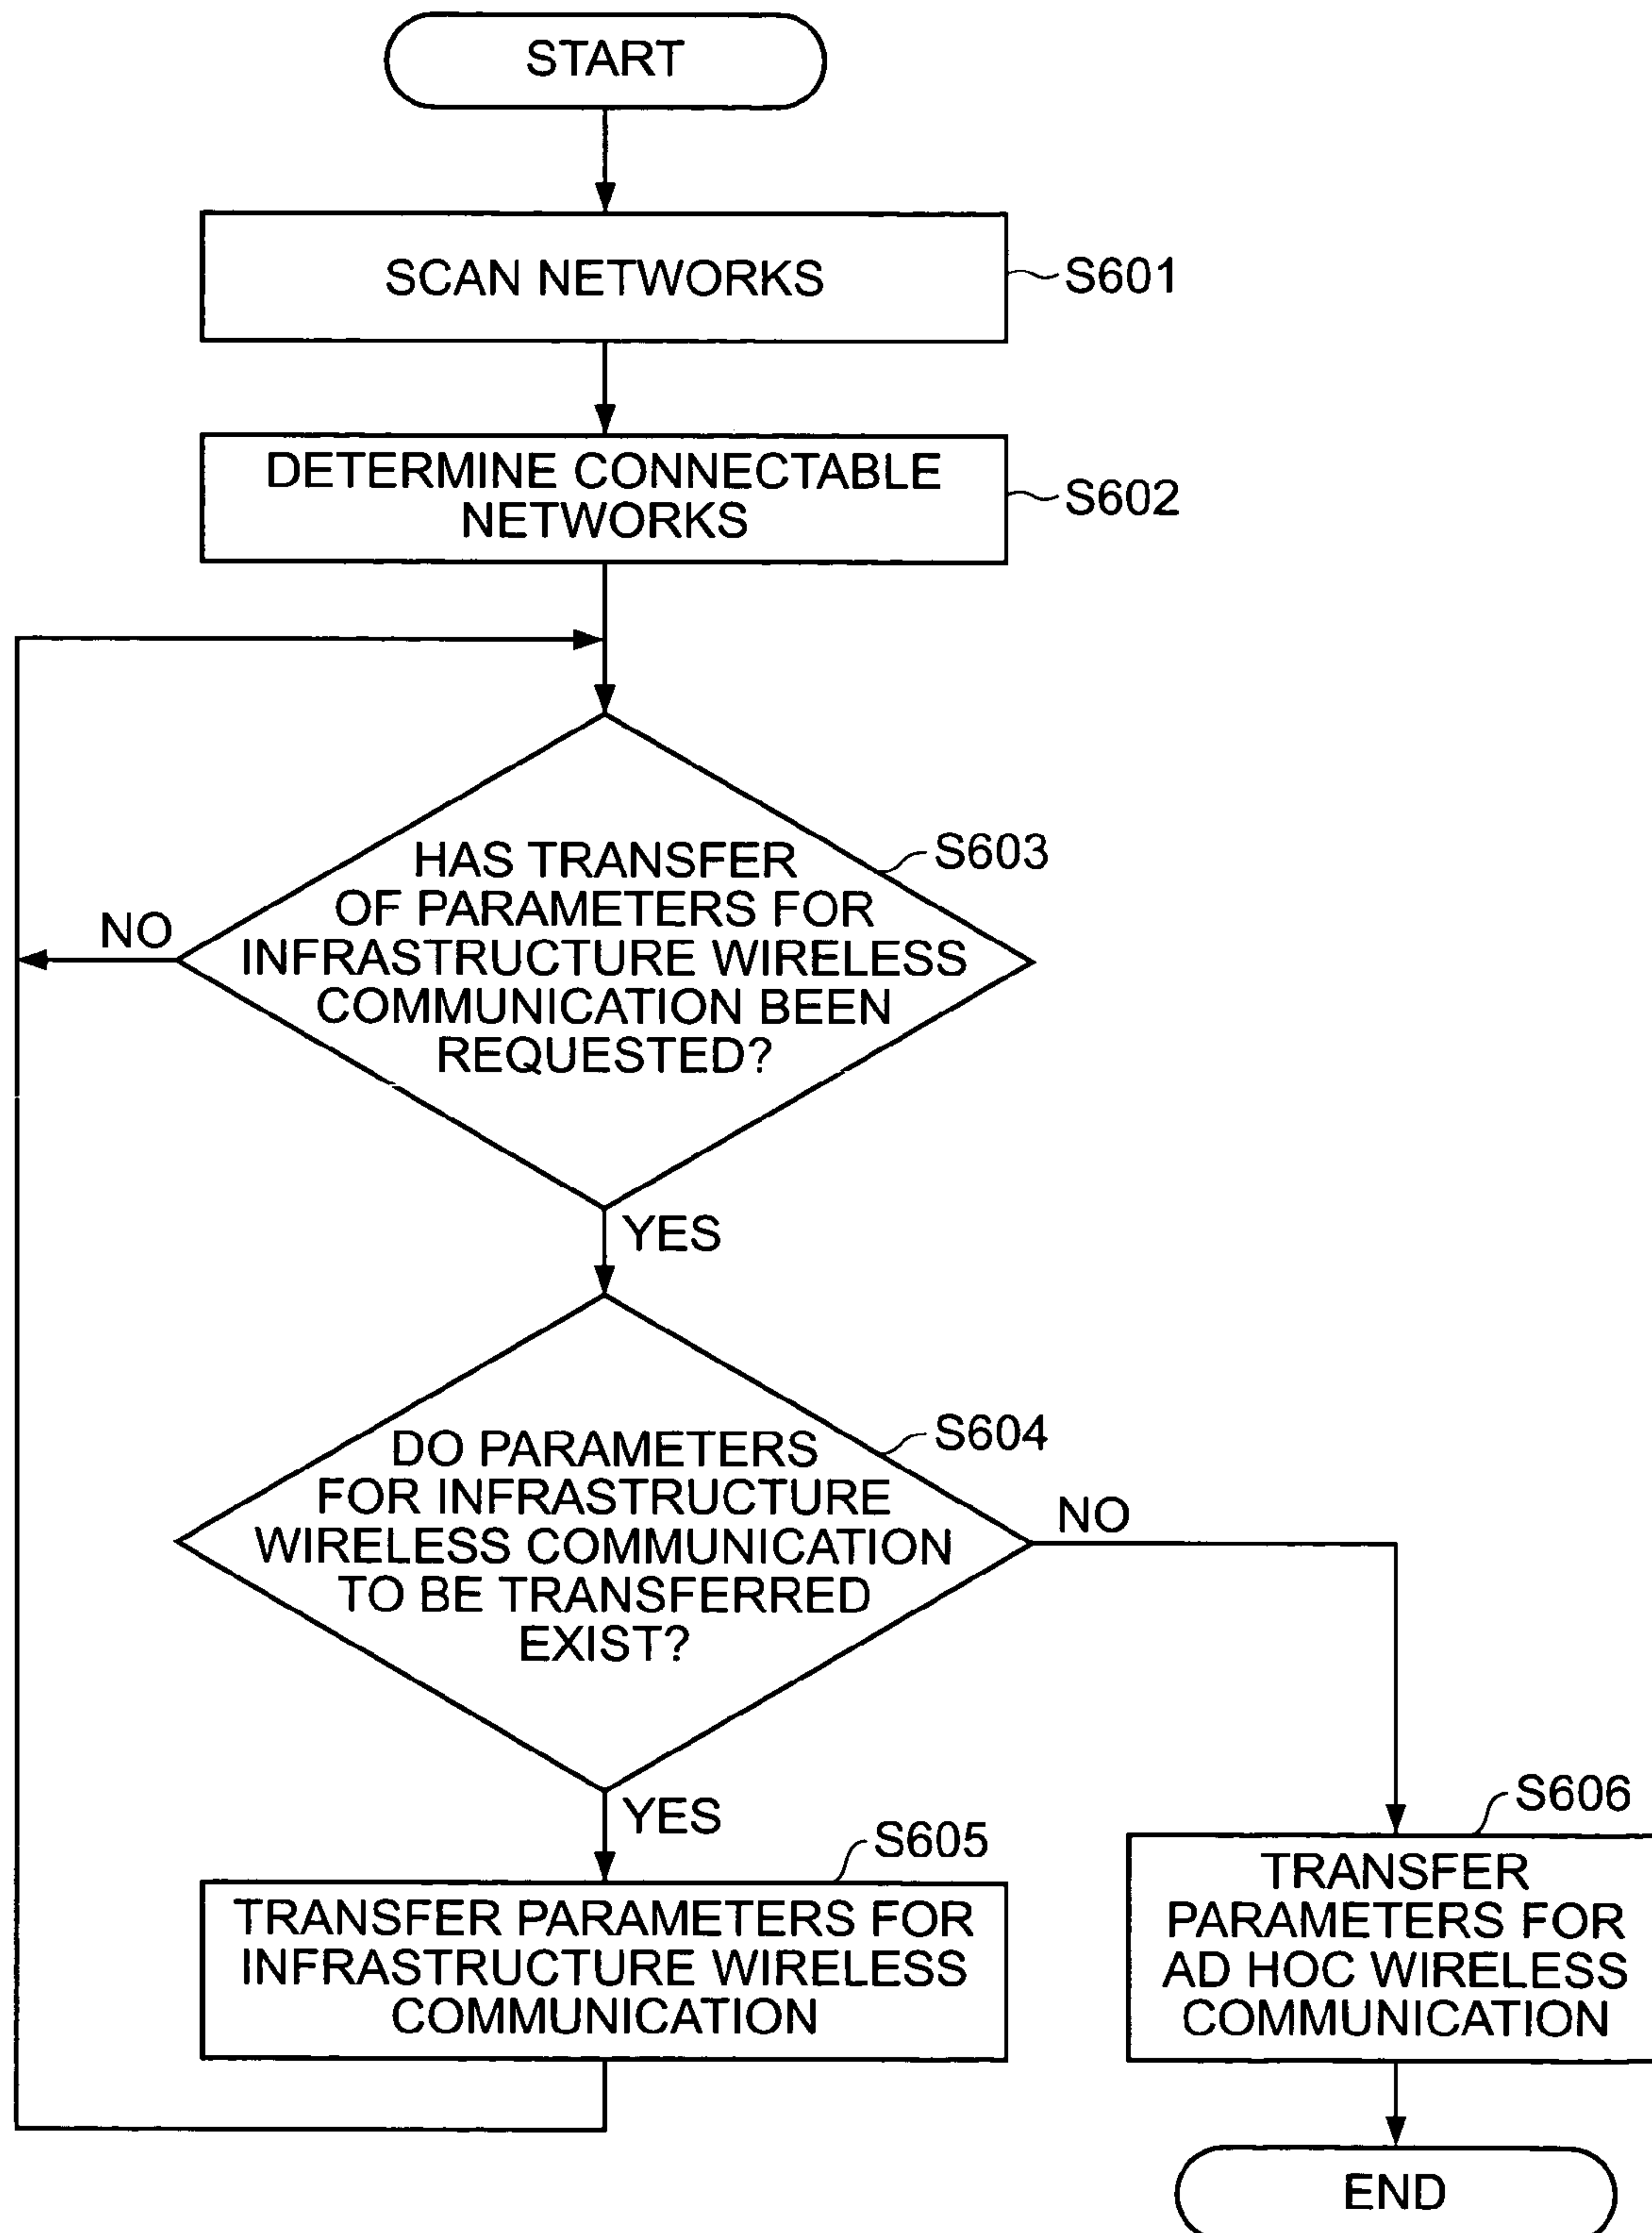 START
SCAN NETWORKS
S601
DETERMINE CONNECTABLE
NETWORKS
S602
HAS TRANSFER
OF PARAMETERS FOR
INFRASTRUCTURE WIRELESS
COMMUNICATION BEEN
REQUESTED?
S603
NO
YES
DO PARAMETERS
FOR INFRASTRUCTURE
WIRELESS COMMUNICATION
TO BE TRANSFERRED
EXIST?
S604
NO
YES
S605
TRANSFER PARAMETERS FOR
INFRASTRUCTURE WIRELESS
COMMUNICATION
S606
TRANSFER
PARAMETERS FOR
AD HOC WIRELESS
COMMUNICATION
END